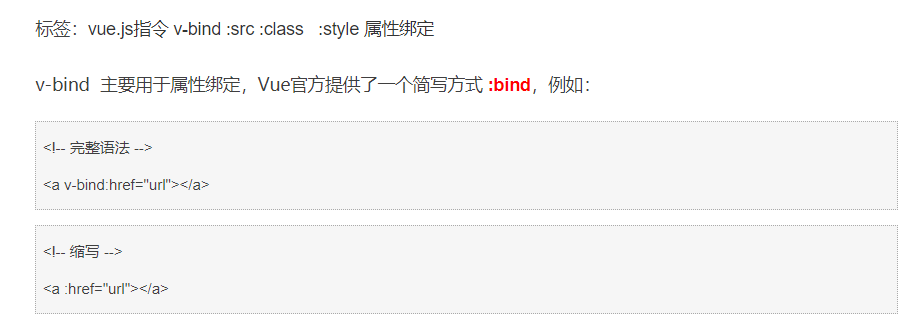 标签：vue.js指令 v-bind :src :class   :style 属性绑定
v-bind  主要用于属性绑定，Vue官方提供了一个简写方式 :bind，例如：
<!-- 完整语法 -->
<a v-bind:href="url"></a>
<!-- 缩写 -->
<a :href="url"></a>